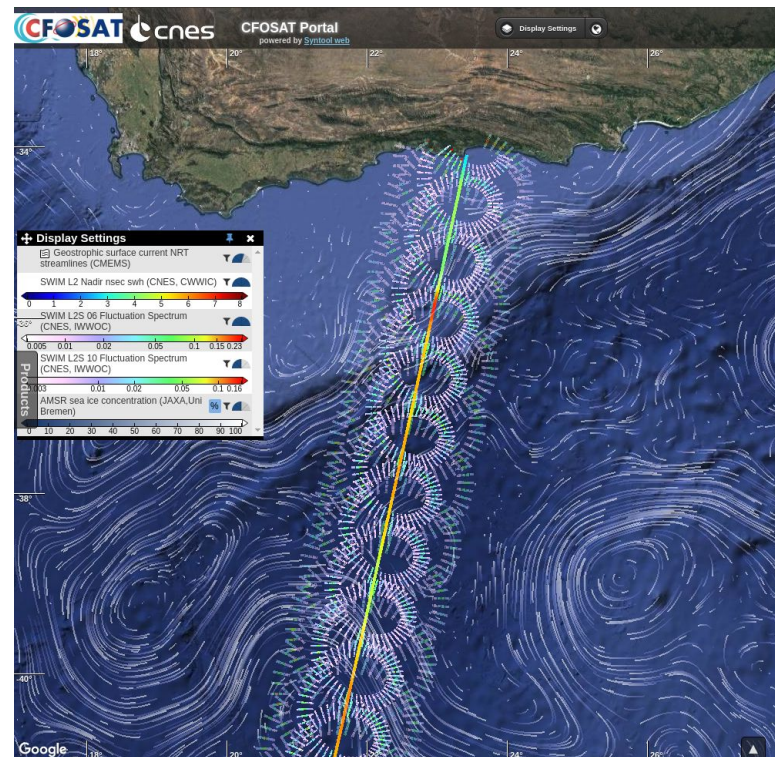 CFOSAT cnes CFOSAT Portal
powered by Syntool web
Display Settings
18° 20° 22° 24° 26°
-34°
Display Settings
Geostrophic surface current NRT
streamlines (CMEMS)
SWIM L2 Nadir nsec swh (CNES, CWWIC)
0 1 2 3 4 5 6 7 8
-36°
SWIM L2S 06 Fluctuation Spectrum
(CNES, IWWOC)
0.005 0.01 0.02 0.05 0.1 0.15 0.23
SWIM L2S 10 Fluctuation Spectrum
(CNES, IWWOC)
.003 0.01 0.02 0.05 0.1 0.16
Products
AMSR sea ice concentration (JAXA,Uni
Bremen)
%
0 10 20 30 40 50 60 70 80 90 100
-38°
-40°
Google
18° 20° 24° 26°